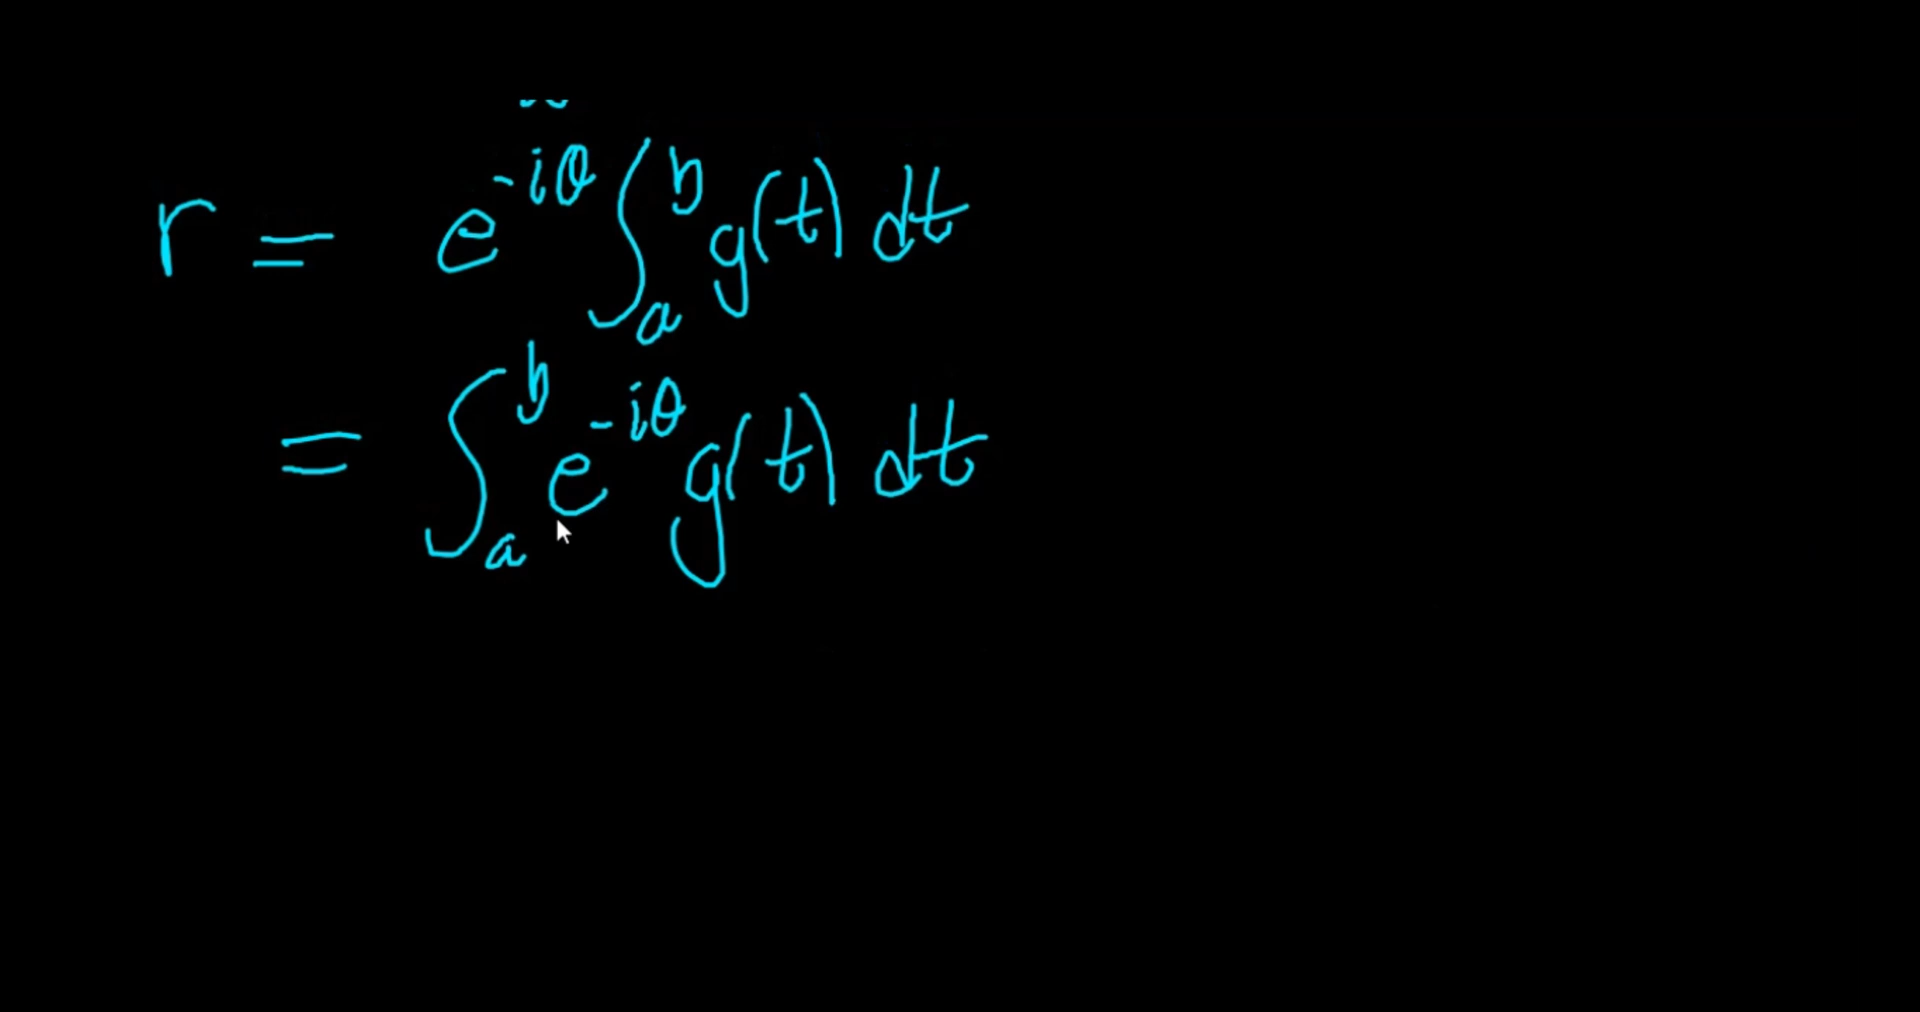 r = e^{-iθ} ∫_a^b g(t) dt
= ∫_a^b e^{-iθ} g(t) dt